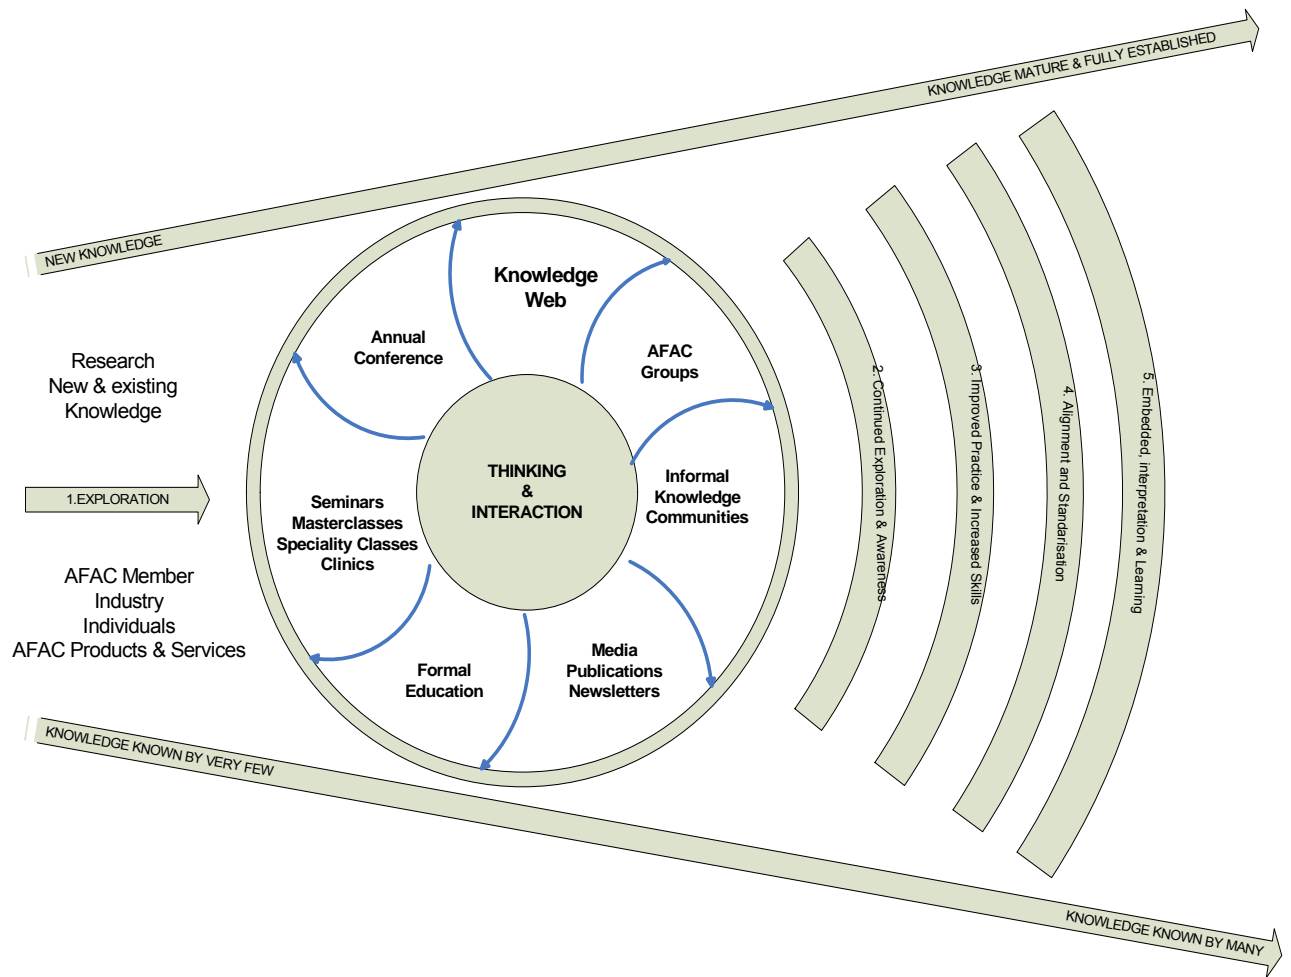 KNOWLEDGE MATURE & FULLY ESTABLISHED
NEW KNOWLEDGE
Research
New & existing
Knowledge
1.EXPLORATION
AFAC Member
Industry
Individuals
AFAC Products & Services
Knowledge
Web
Annual
Conference
AFAC
Groups
THINKING
&
INTERACTION
Informal
Knowledge
Communities
Seminars
Masterclasses
Speciality Classes
Clinics
Formal
Education
Media
Publications
Newsletters
2. Continued Exploration & Awareness
3. Improved Practice & Increased Skills
4. Alignment and Standarisation
5. Embedded, interpretation & Learning
KNOWLEDGE KNOWN BY VERY FEW
KNOWLEDGE KNOWN BY MANY